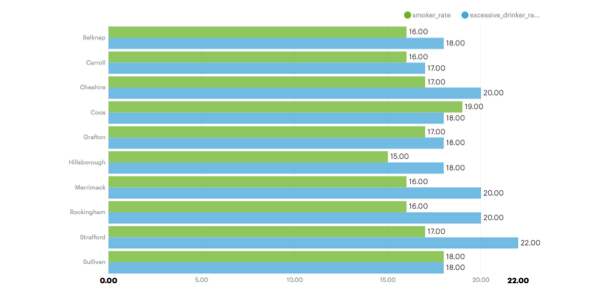 smoker_rate excessive_drinker_ra...
Belknap 16.00
18.00
Carroll 16.00
17.00
Cheshire 17.00
20.00
Coos 19.00
18.00
Grafton 17.00
18.00
Hillsborough 15.00
18.00
Merrimack 16.00
20.00
Rockingham 16.00
20.00
Strafford 17.00
22.00
Sullivan 18.00
18.00
0.00 5.00 10.00 15.00 20.00 22.00